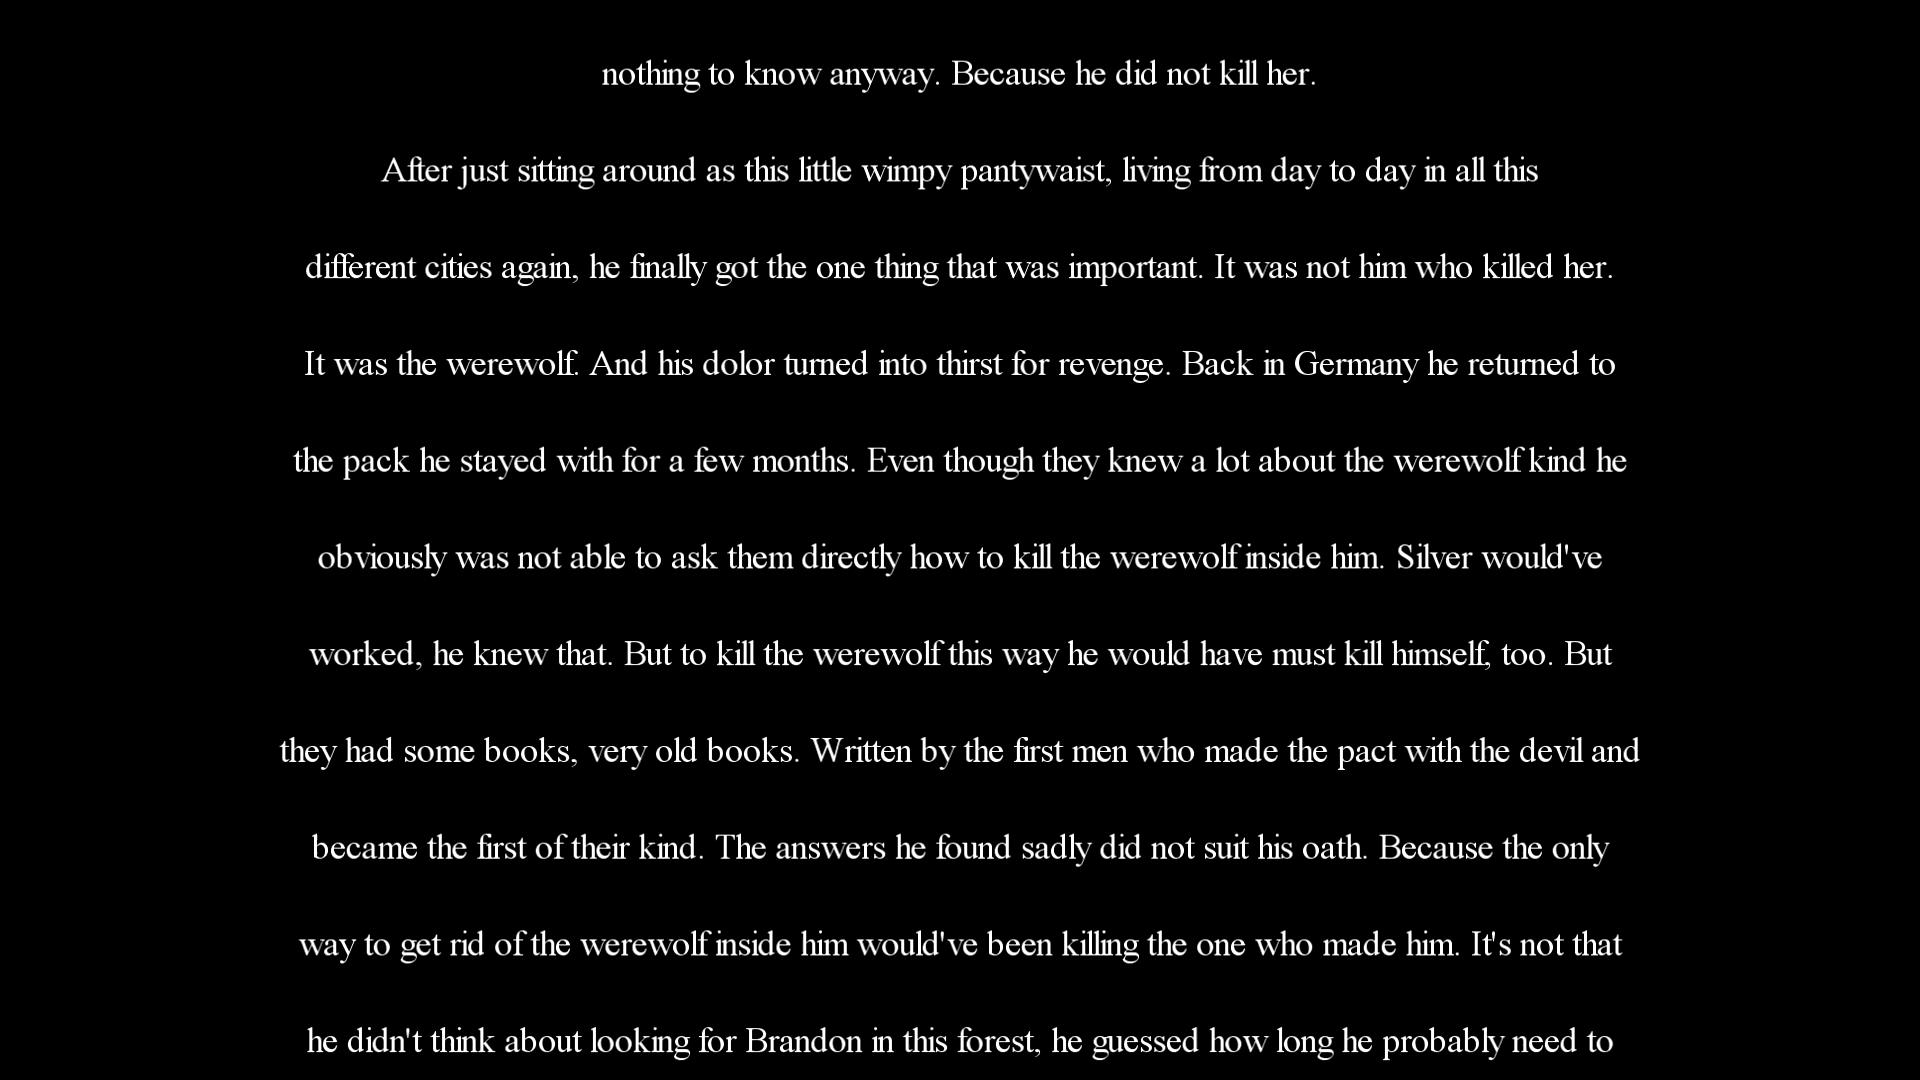 nothing to know anyway. Because he did not kill her.
After just sitting around as this little wimpy pantywaist, living from day to day in all this
different cities again, he finally got the one thing that was important. It was not him who killed her.
It was the werewolf. And his dolor turned into thirst for revenge. Back in Germany he returned to
the pack he stayed with for a few months. Even though they knew a lot about the werewolf kind he
obviously was not able to ask them directly how to kill the werewolf inside him. Silver would've
worked, he knew that. But to kill the werewolf this way he would have must kill himself, too. But
they had some books, very old books. Written by the first men who made the pact with the devil and
became the first of their kind. The answers he found sadly did not suit his oath. Because the only
way to get rid of the werewolf inside him would've been killing the one who made him. It's not that
he didn't think about looking for Brandon in this forest, he guessed how long he probably need to